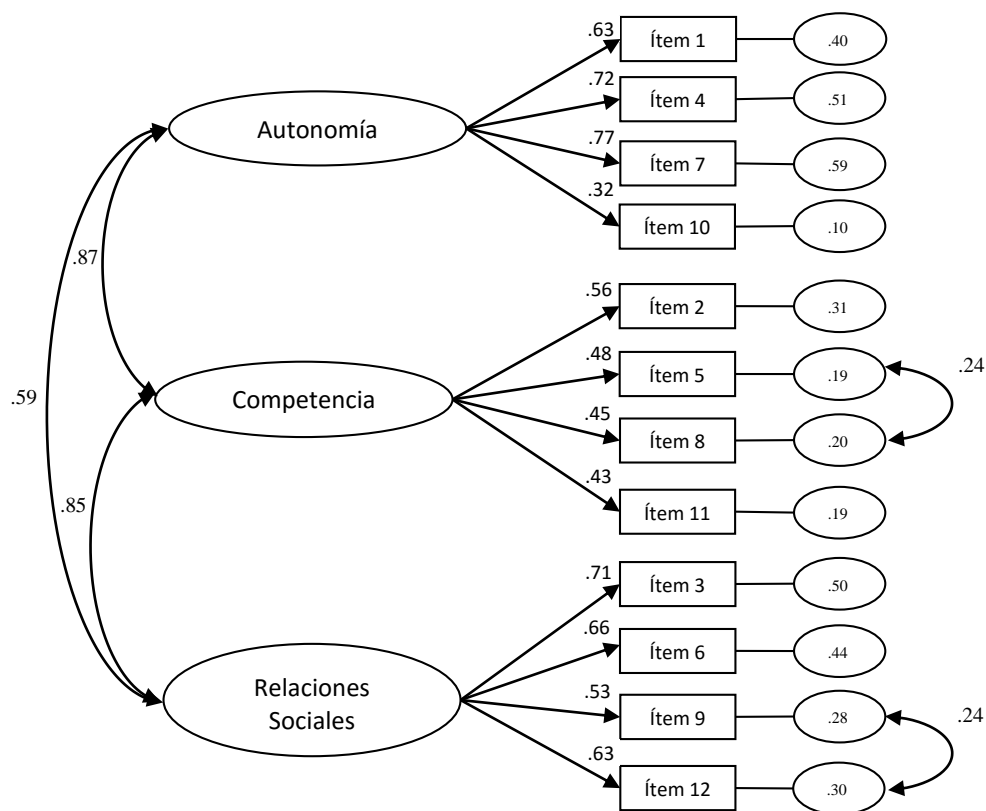 .63
Ítem 1
.40
.72
Ítem 4
.51
Autonomía
.77
Ítem 7
.59
.32
Ítem 10
.10
.87
.56
Ítem 2
.31
.48
Ítem 5
.19
.24
.59
Competencia
.45
Ítem 8
.20
.43
Ítem 11
.19
.85
.71
Ítem 3
.50
.66
Ítem 6
.44
Relaciones
Sociales
.53
Ítem 9
.28
.24
.63
Ítem 12
.30